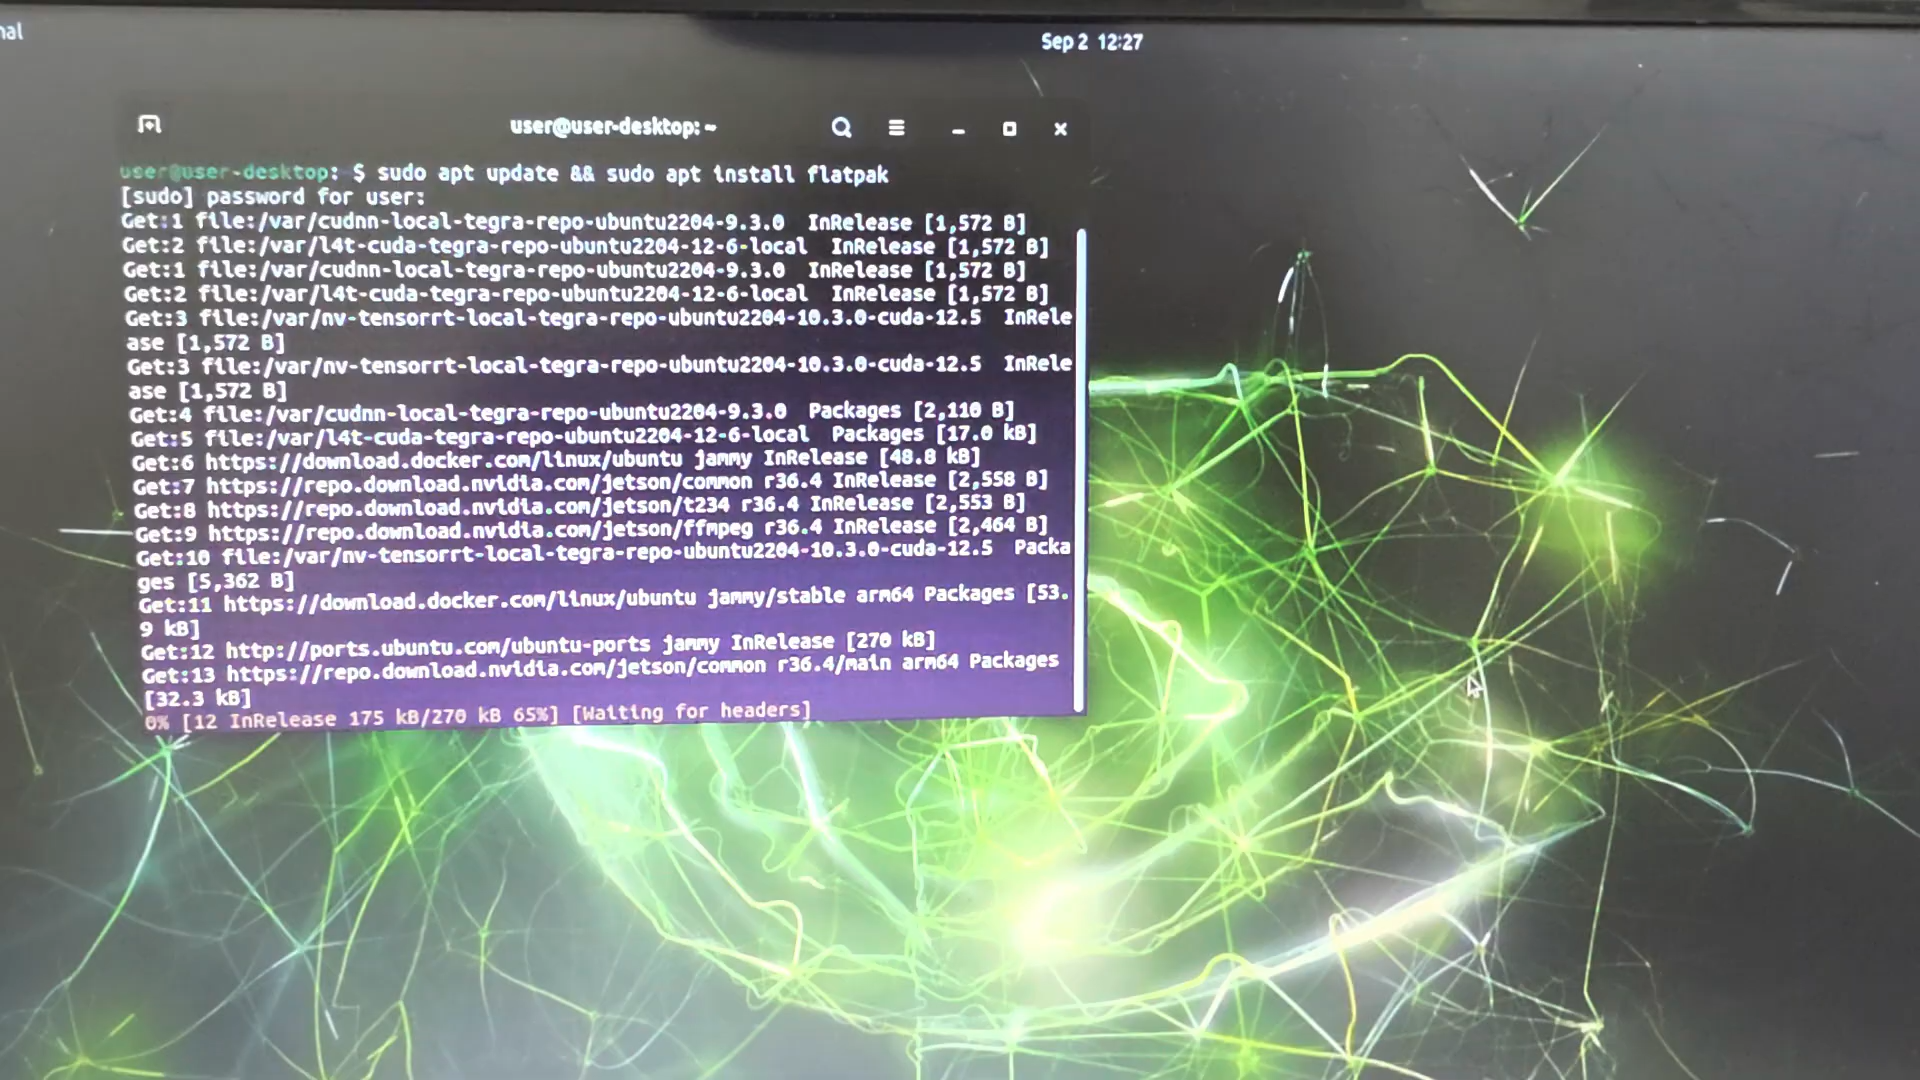 nal
Sep 2 12:27
user@user-desktop: ~
user@user-desktop: $ sudo apt update && sudo apt install flatpak
[sudo] password for user:
Get:1 file:/var/cudnn-local-tegra-repo-ubuntu2204-9.3.0 InRelease [1,572 B]
Get:2 file:/var/l4t-cuda-tegra-repo-ubuntu2204-12-6-local InRelease [1,572 B]
Get:1 file:/var/cudnn-local-tegra-repo-ubuntu2204-9.3.0 InRelease [1,572 B]
Get:2 file:/var/l4t-cuda-tegra-repo-ubuntu2204-12-6-local InRelease [1,572 B]
Get:3 file:/var/nv-tensorrt-local-tegra-repo-ubuntu2204-10.3.0-cuda-12.5 InRele
ase [1,572 B]
Get:3 file:/var/nv-tensorrt-local-tegra-repo-ubuntu2204-10.3.0-cuda-12.5 InRele
ase [1,572 B]
Get:4 file:/var/cudnn-local-tegra-repo-ubuntu2204-9.3.0 Packages [2,110 B]
Get:5 file:/var/l4t-cuda-tegra-repo-ubuntu2204-12-6-local Packages [17.0 kB]
Get:6 https://download.docker.com/linux/ubuntu jammy InRelease [48.8 kB]
Get:7 https://repo.download.nvidia.com/jetson/common r36.4 InRelease [2,558 B]
Get:8 https://repo.download.nvidia.com/jetson/t234 r36.4 InRelease [2,553 B]
Get:9 https://repo.download.nvidia.com/jetson/ffmpeg r36.4 InRelease [2,464 B]
Get:10 file:/var/nv-tensorrt-local-tegra-repo-ubuntu2204-10.3.0-cuda-12.5 Packa
ges [5,362 B]
Get:11 https://download.docker.com/linux/ubuntu jammy/stable arm64 Packages [53.
9 kB]
Get:12 http://ports.ubuntu.com/ubuntu-ports jammy InRelease [270 kB]
Get:13 https://repo.download.nvidia.com/jetson/common r36.4/main arm64 Packages
[32.3 kB]
0% [12 InRelease 175 kB/270 kB 65%] [Waiting for headers]